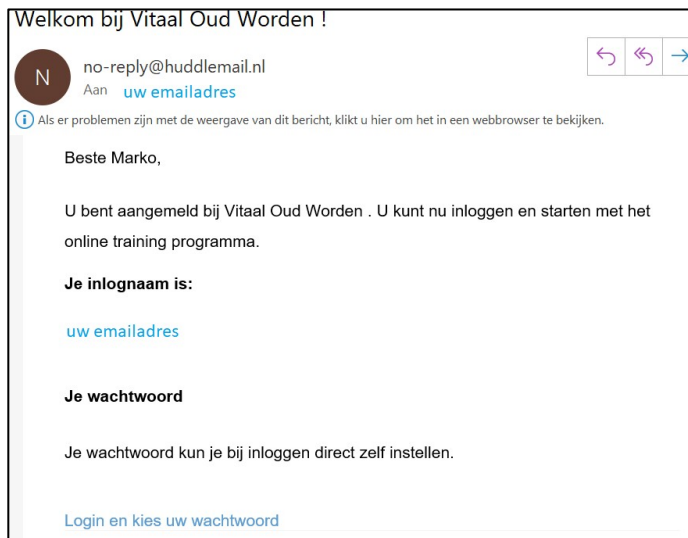 Welkom bij Vitaal Oud Worden !
N
no-reply@huddlemail.nl
Aan uw emailadres
Als er problemen zijn met de weergave van dit bericht, klikt u hier om het in een webbrowser te bekijken.
Beste Marko,
U bent aangemeld bij Vitaal Oud Worden . U kunt nu inloggen en starten met het
online training programma.
Je inlognaam is:
uw emailadres
Je wachtwoord
Je wachtwoord kun je bij inloggen direct zelf instellen.
Login en kies uw wachtwoord